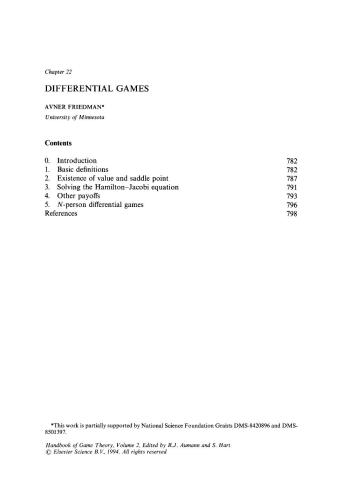 Chapter 22
DIFFERENTIAL GAMES
AVNER FRIEDMAN*
University of Minnesota
Contents
0. Introduction 782
1. Basic definitions 782
2. Existence of value and saddle point 787
3. Solving the Hamilton–Jacobi equation 791
4. Other payoffs 793
5. N-person differential games 796
References 798
*This work is partially supported by National Science Foundation Grants DMS-8420896 and DMS-
8501397.
Handbook of Game Theory, Volume 2, Edited by R.J. Aumann and S. Hart
© Elsevier Science B.V., 1994. All rights reserved